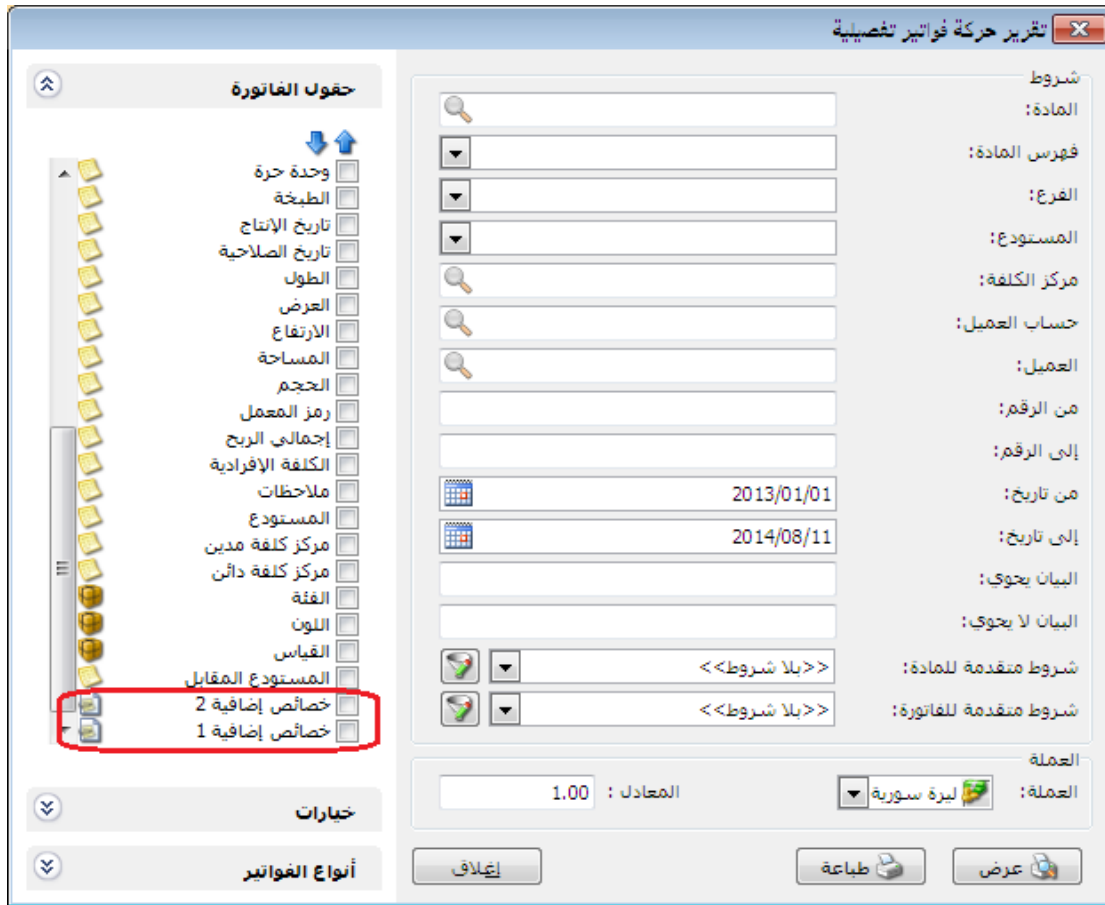 تقرير حركة فواتير تفصيلية
شروط
المادة:
فهرس المادة:
الفرع:
المستودع:
مركز الكلفة:
حساب العميل:
العميل:
من الرقم:
إلى الرقم:
من تاريخ: 2013/01/01
إلى تاريخ: 2014/08/11
البيان يحوي:
البيان لا يحوي:
شروط متقدمة للمادة: <<بلا شروط>>
شروط متقدمة للفاتورة: <<بلا شروط>>
العملة
العملة: ليرة سورية المعادل : 1.00
عرض
طباعة
إغلاق
حقول الفاتورة
وحدة حرة
الطبخة
تاريخ الإنتاج
تاريخ الصلاحية
الطول
العرض
الارتفاع
المساحة
الحجم
رمز المعمل
إجمالي الربح
الكلفة الإفرادية
ملاحظات
المستودع
مركز كلفة مدين
مركز كلفة دائن
الفئة
اللون
القياس
المستودع المقابل
خصائص إضافية 2
خصائص إضافية 1
خيارات
أنواع الفواتير